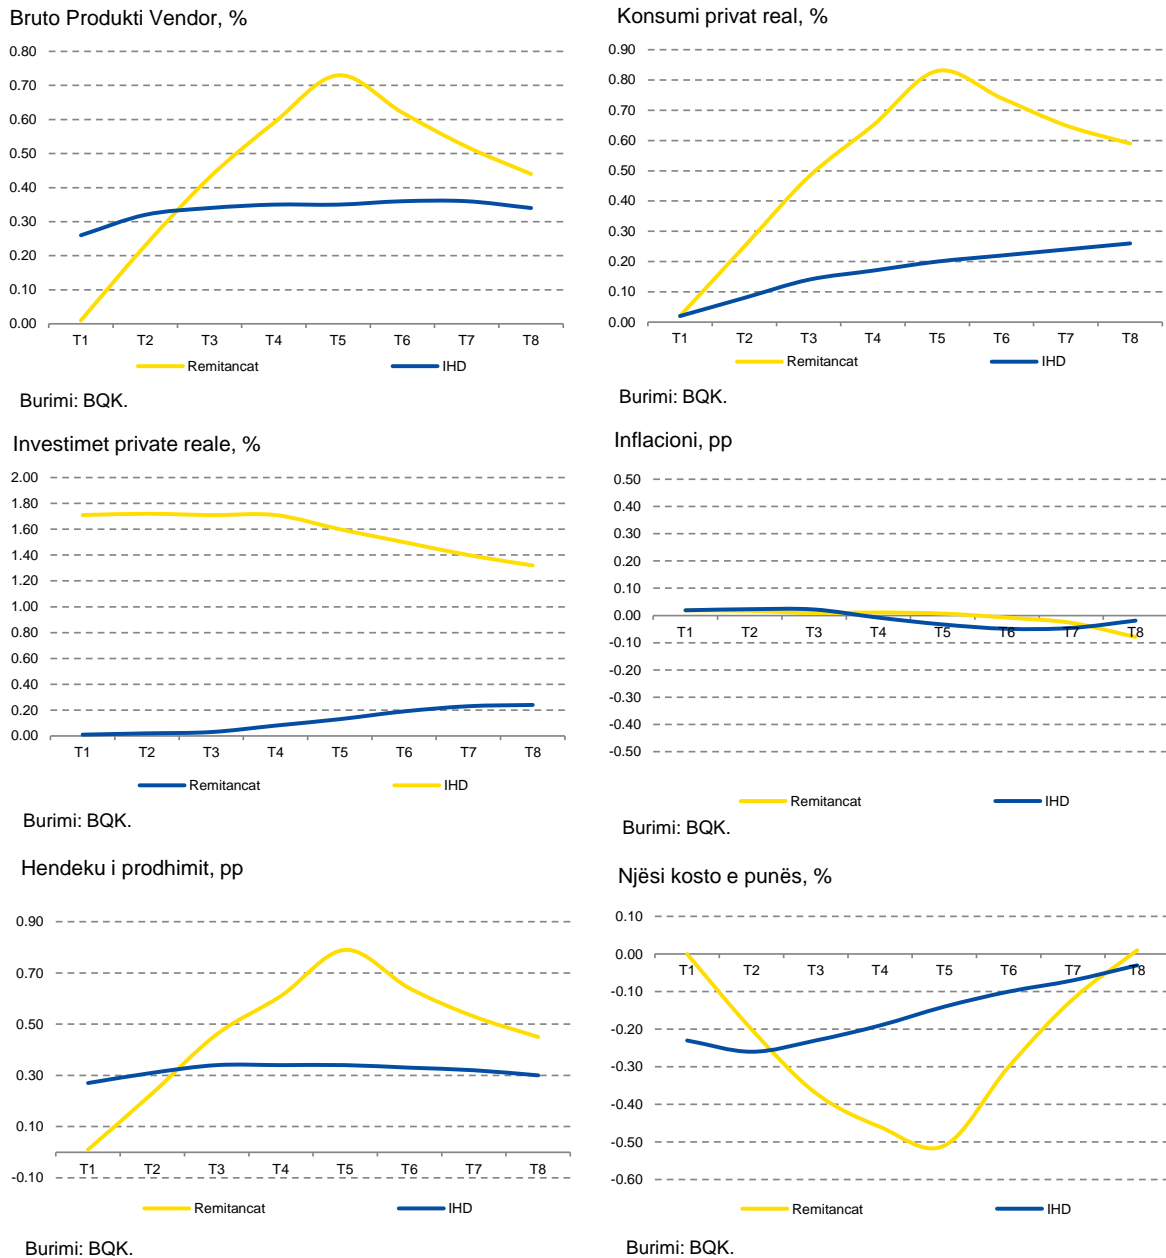 Bruto Produkti Vendor, %
0.80
0.70
0.60
0.50
0.40
0.30
0.20
0.10
0.00
T1 T2 T3 T4 T5 T6 T7 T8
Remitancat IHD
Burimi: BQK.
Konsumi privat real, %
0.90
0.80
0.70
0.60
0.50
0.40
0.30
0.20
0.10
0.00
T1 T2 T3 T4 T5 T6 T7 T8
Remitancat IHD
Burimi: BQK.
Investimet private reale, %
2.00
1.80
1.60
1.40
1.20
1.00
0.80
0.60
0.40
0.20
0.00
T1 T2 T3 T4 T5 T6 T7 T8
Remitancat IHD
Burimi: BQK.
Inflacioni, pp
0.50
0.40
0.30
0.20
0.10
0.00
T1 T2 T3 T4 T5 T6 T7 T8
-0.10
-0.20
-0.30
-0.40
-0.50
Remitancat IHD
Burimi: BQK.
Hendeku i prodhimit, pp
0.90
0.70
0.50
0.30
0.10
T1 T2 T3 T4 T5 T6 T7 T8
-0.10
Remitancat IHD
Burimi: BQK.
Njësi kosto e punës, %
0.10
0.00
T1 T2 T3 T4 T5 T6 T7 T8
-0.10
-0.20
-0.30
-0.40
-0.50
-0.60
Remitancat IHD
Burimi: BQK.